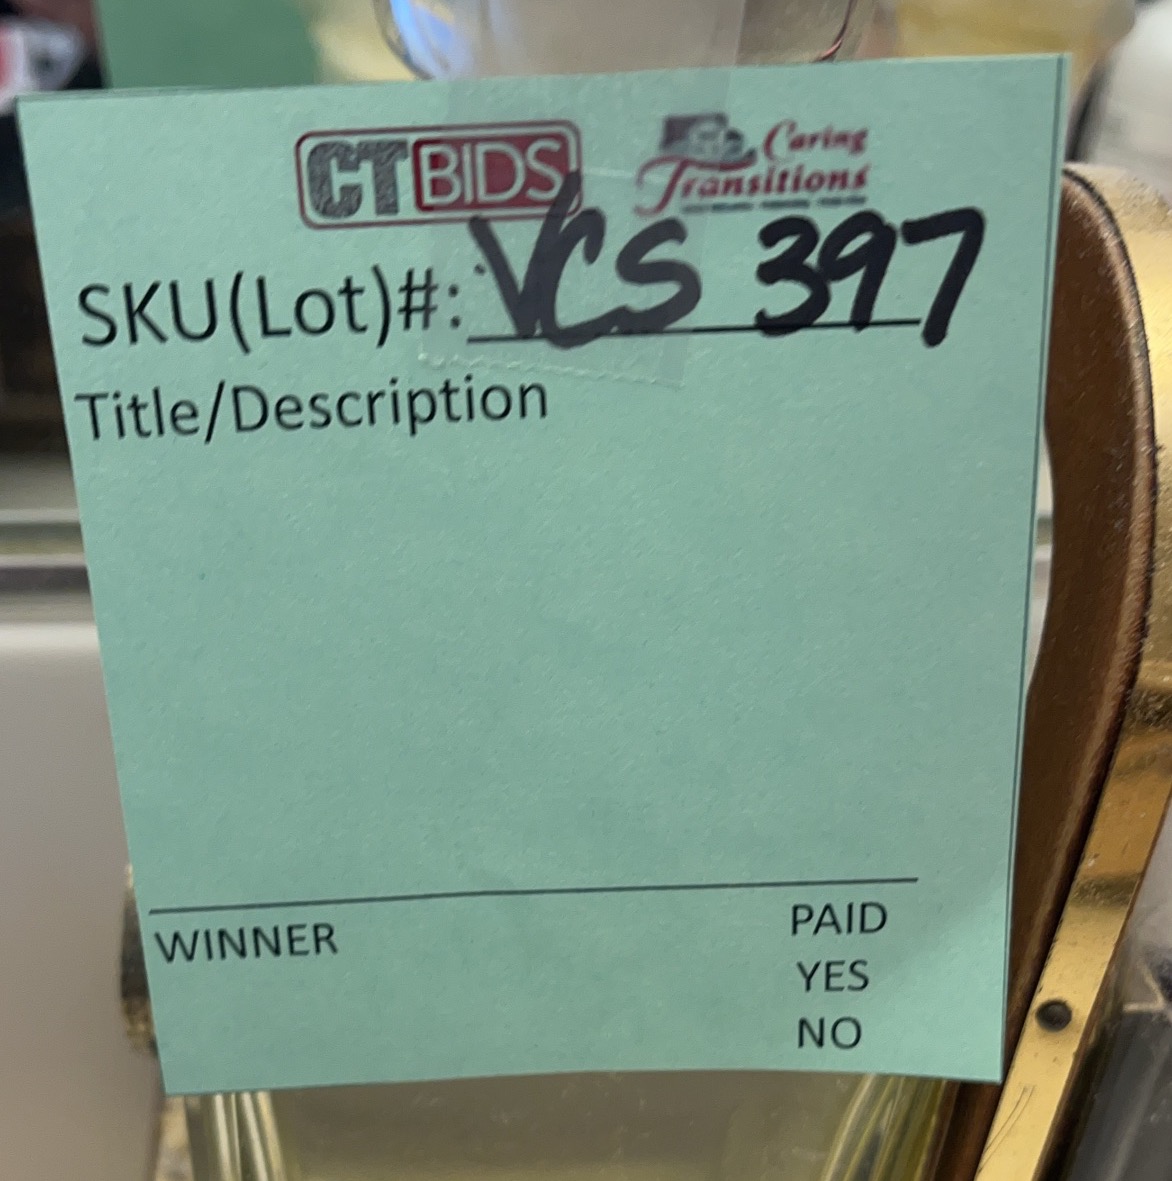 CTBIDS Caring
Transitions
SKU(Lot)#: VCS 397
Title/Description
WINNER PAID
YES
NO